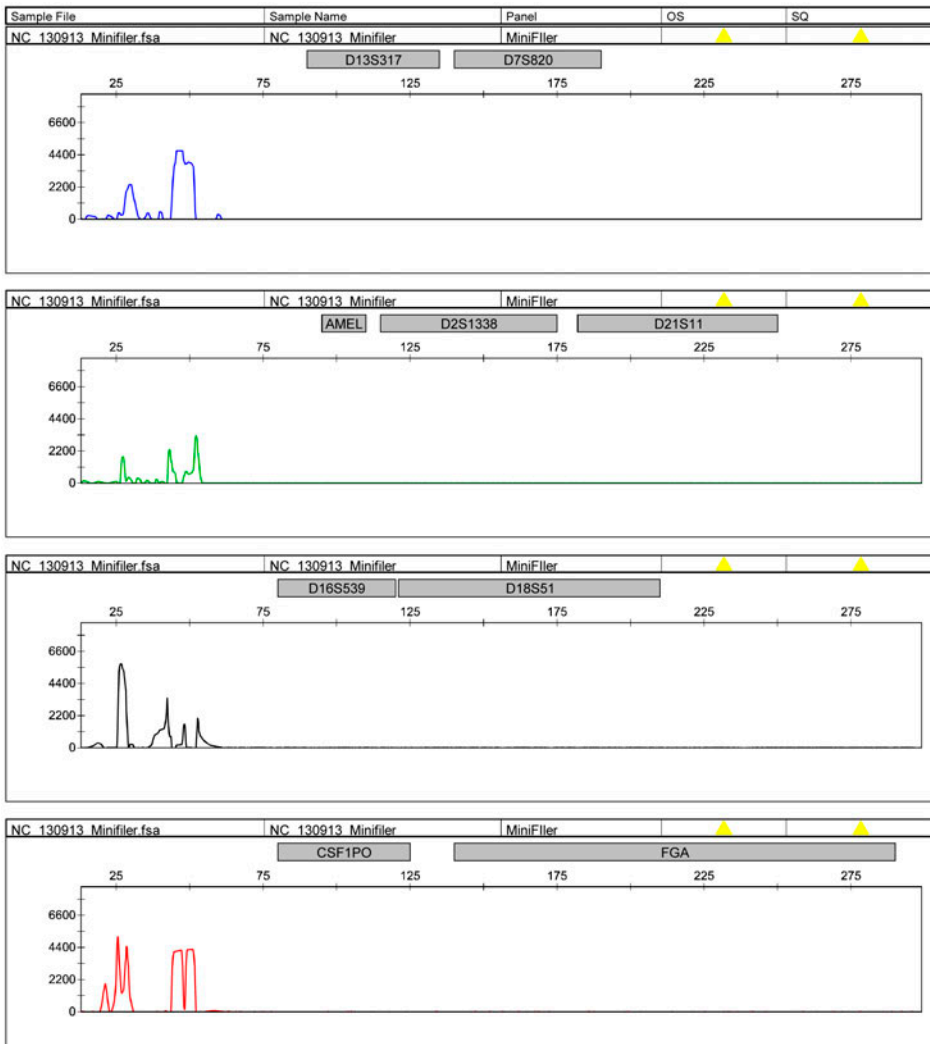 Sample File Sample Name Panel OS SQ
NC_130913_Minifiler.fsa NC_130913_Minifiler MiniFIler
D13S317 D7S820
25 75 125 175 225 275
6600
4400
2200
0
NC_130913_Minifiler.fsa NC_130913_Minifiler MiniFIler
AMEL D2S1338 D21S11
25 75 125 175 225 275
6600
4400
2200
0
NC_130913_Minifiler.fsa NC_130913_Minifiler MiniFIler
D16S539 D18S51
25 75 125 175 225 275
6600
4400
2200
0
NC_130913_Minifiler.fsa NC_130913_Minifiler MiniFIler
CSF1PO FGA
25 75 125 175 225 275
6600
4400
2200
0